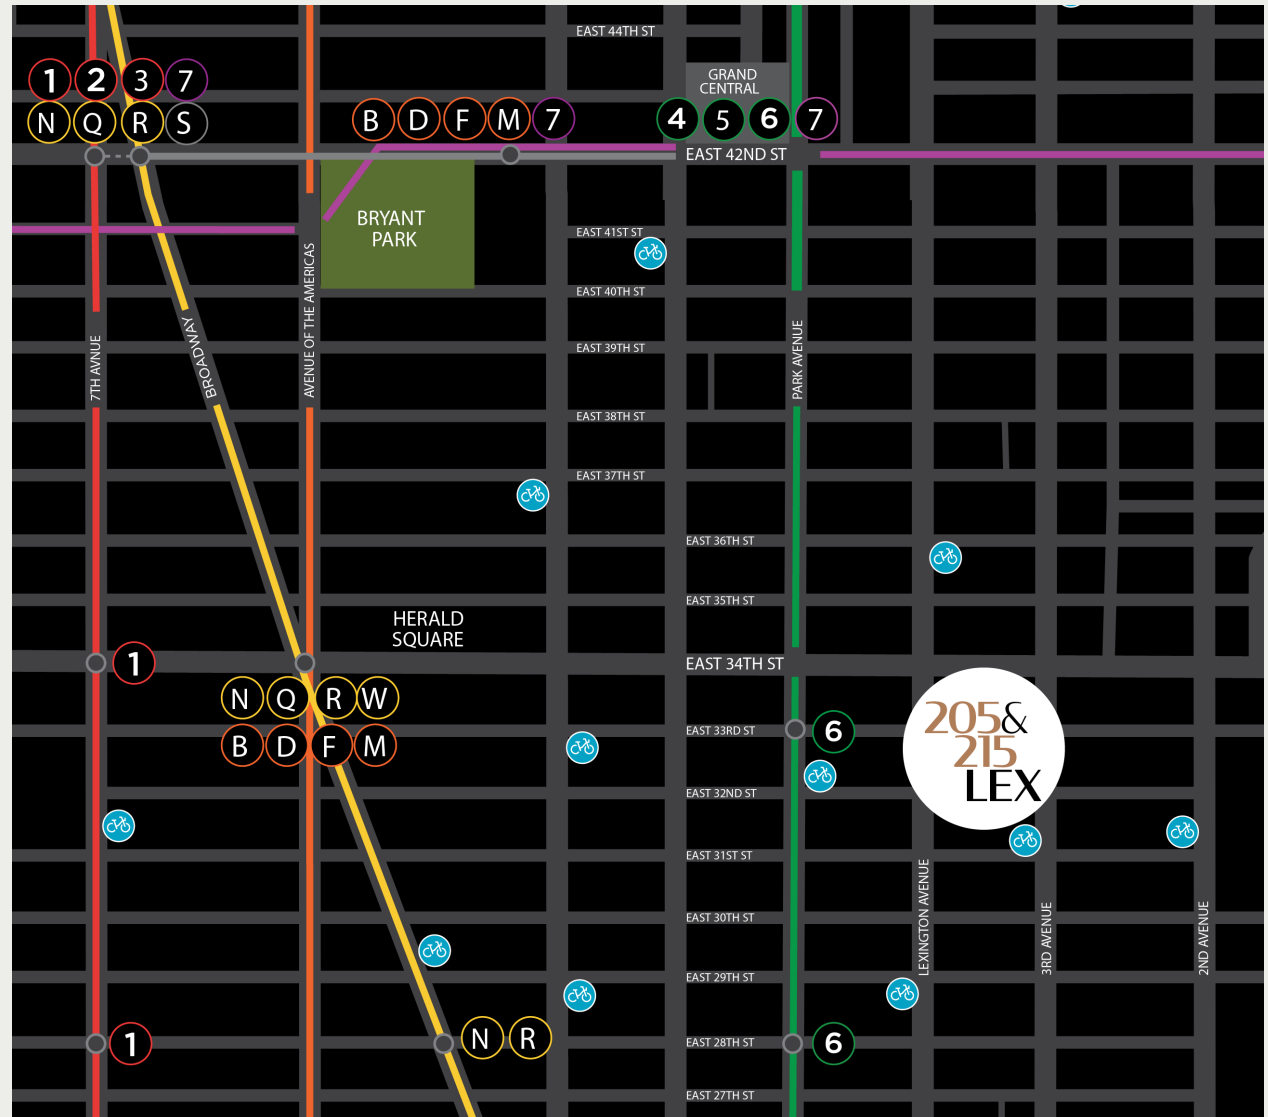 EAST 44TH ST
GRAND
CENTRAL
1 2 3 7
N Q R S
B D F M 7
4 5 6 7
EAST 42ND ST
BRYANT
PARK
EAST 41ST ST
EAST 40TH ST
AVENUE OF THE AMERICAS
7TH AVNUE
BROADWAY
PARK AVENUE
EAST 39TH ST
EAST 38TH ST
EAST 37TH ST
EAST 36TH ST
EAST 35TH ST
HERALD
SQUARE
1
EAST 34TH ST
N Q R W
B D F M
EAST 33RD ST
6
205&
215
LEX
EAST 32ND ST
EAST 31ST ST
LEXINGTON AVENUE
3RD AVENUE
2ND AVENUE
EAST 30TH ST
EAST 29TH ST
1
N R
EAST 28TH ST
6
EAST 27TH ST